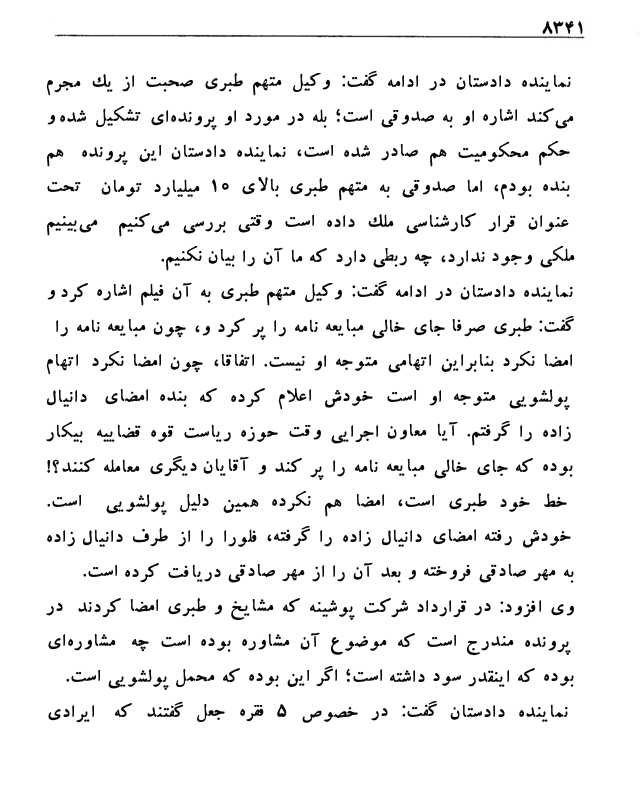 ۸۳۴۱
نماینده دادستان در ادامه گفت: وکیل متهم طبری صحبت از یك مجرم
می‌کند اشاره او به صدوقی است؛ بله در مورد او پرونده‌ای تشکیل شده و
حکم محکومیت هم صادر شده است، نماینده دادستان این پرونده هم
بنده بودم، اما صدوقی به متهم طبری بالای ۱۰ میلیارد تومان تحت
عنوان قرار کارشناسی ملك داده است وقتی بررسی می‌کنیم می‌بینیم
ملکی وجود ندارد، چه ربطی دارد که ما آن را بیان نکنیم.
نماینده دادستان در ادامه گفت: وکیل متهم طبری به آن فیلم اشاره کرد و
گفت: طبری صرفا جای خالی مبایعه نامه را پر کرد و، چون مبایعه نامه را
امضا نکرد بنابراین اتهامی متوجه او نیست. اتفاقا، چون امضا نکرد اتهام
پولشویی متوجه او است خودش اعلام کرده که بنده امضای دانیال
زاده را گرفتم. آیا معاون اجرایی وقت حوزه ریاست قوه قضاییه بیکار
بوده که جای خالی مبایعه نامه را پر کند و آقایان دیگری معامله کنند؟!
خط خود طبری است، امضا هم نکرده همین دلیل پولشویی است.
خودش رفته امضای دانیال زاده را گرفته، فلورا را از طرف دانیال زاده
به مهر صادقی فروخته و بعد آن را از مهر صادقی دریافت کرده است.
وی افزود: در قرارداد شرکت پوشینه که مشایخ و طبری امضا کردند در
پرونده مندرج است که موضوع آن مشاوره بوده است چه مشاوره‌ای
بوده که اینقدر سود داشته است؛ اگر این بوده که محمل پولشویی است.
نماینده دادستان گفت: در خصوص ۵ فقره جعل گفتند که ایرادی